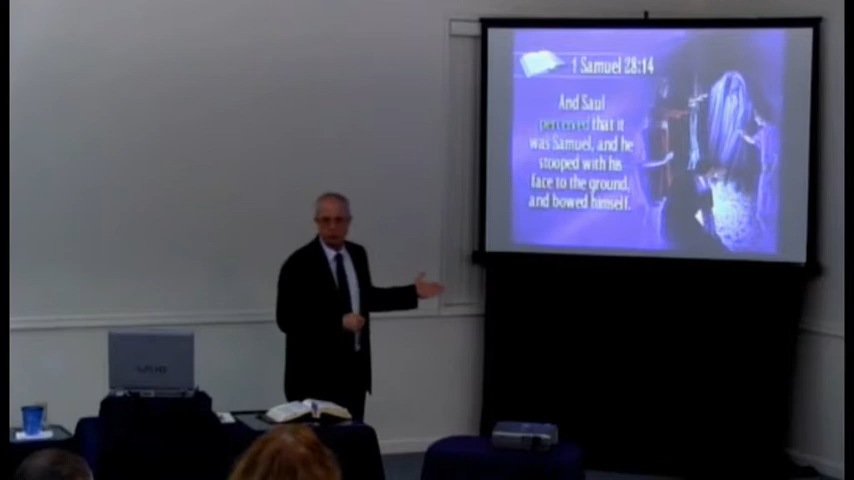 1 Samuel 28:14
And Saul
perceived that it
was Samuel, and he
stooped with his
face to the ground,
and bowed himself.
VAIO